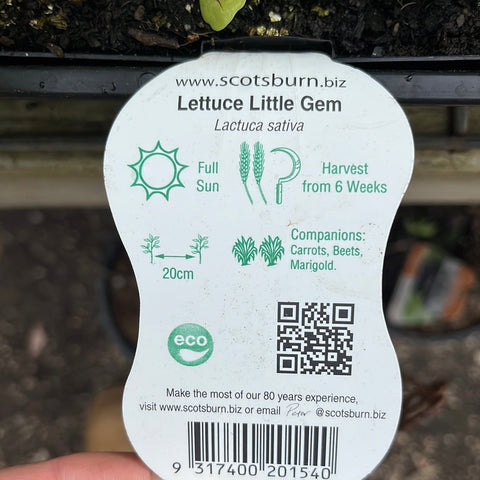 www.scotsburn.biz
Lettuce Little Gem
Lactuca sativa
Full
Sun
Harvest
from 6 Weeks
20cm
Companions:
Carrots, Beets,
Marigold.
eco
Make the most of our 80 years experience,
visit www.scotsburn.biz or email Peter @scotsburn.biz
9 317400 201540